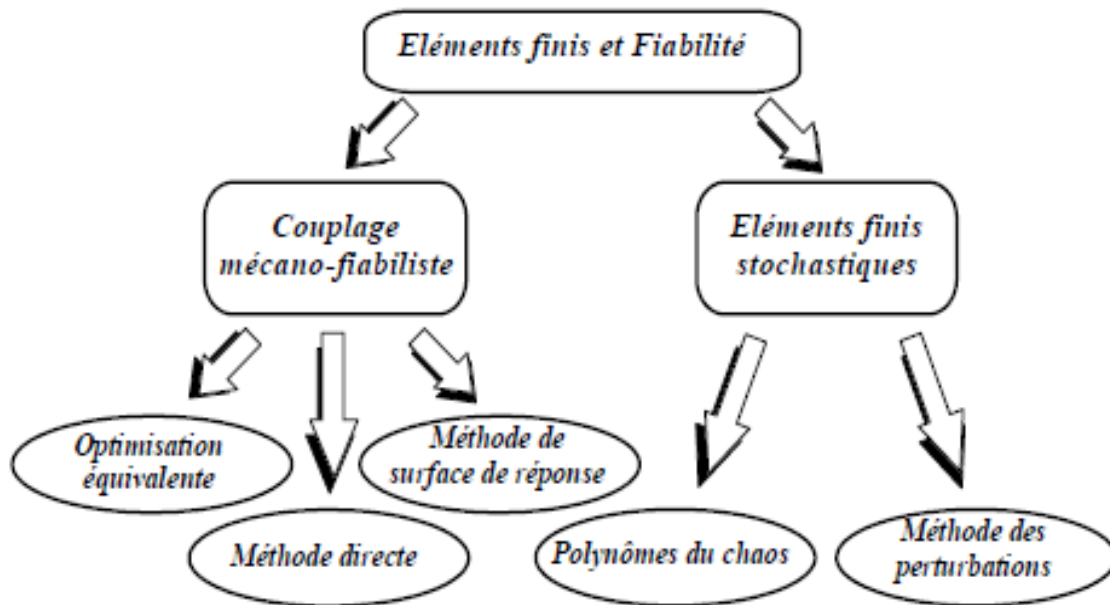 Eléments finis et Fiabilité
Couplage
mécano-fiabiliste
Eléments finis
stochastiques
Optimisation
équivalente
Méthode de
surface de réponse
Méthode directe
Polynômes du chaos
Méthode des
perturbations